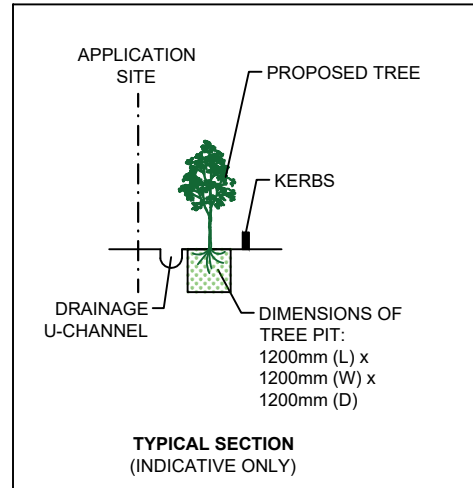 APPLICATION
SITE
PROPOSED TREE
KERBS
DRAINAGE
U-CHANNEL
DIMENSIONS OF
TREE PIT:
1200mm (L) x
1200mm (W) x
1200mm (D)
TYPICAL SECTION
(INDICATIVE ONLY)